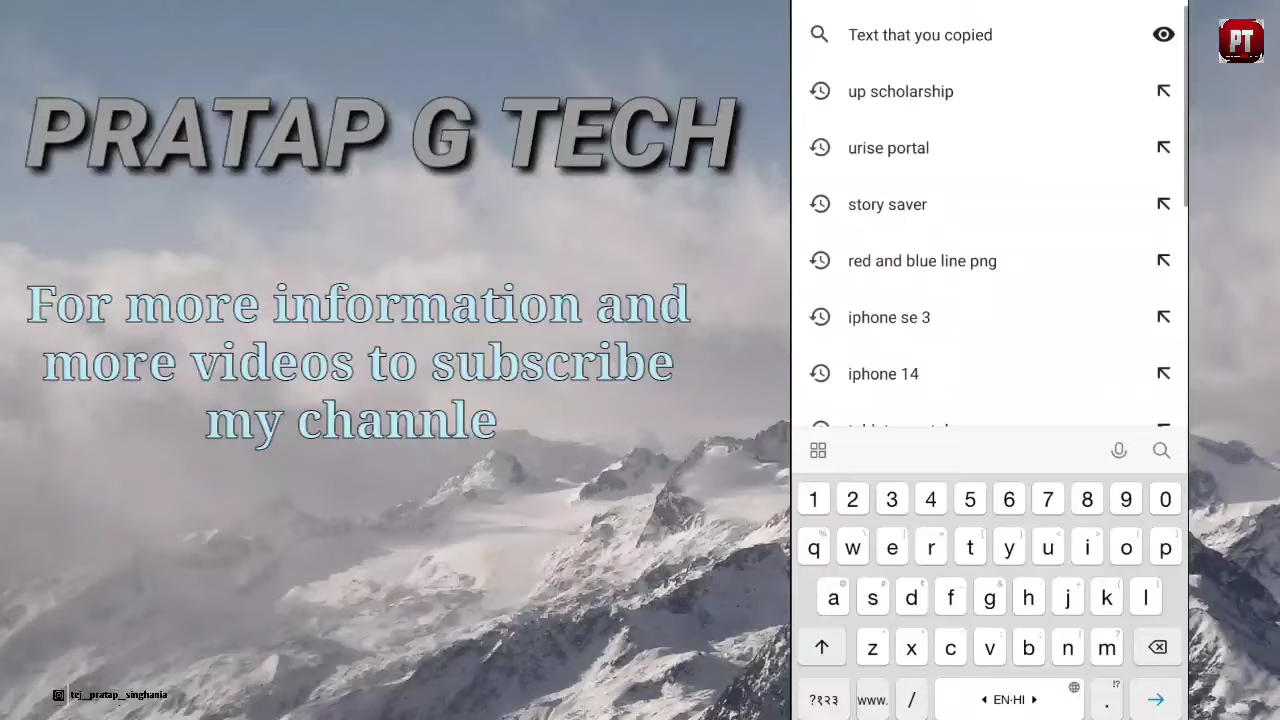 PRATAP G TECH
For more information and
more videos to subscribe
my channle
tej__pratap__singhania
PT
Text that you copied
up scholarship
urise portal
story saver
red and blue line png
iphone se 3
iphone 14
1 2 3 4 5 6 7 8 9 0
q w e r t y u i o p
a s d f g h j k l
z x c v b n m
?१२३ www. / EN·HI . !?